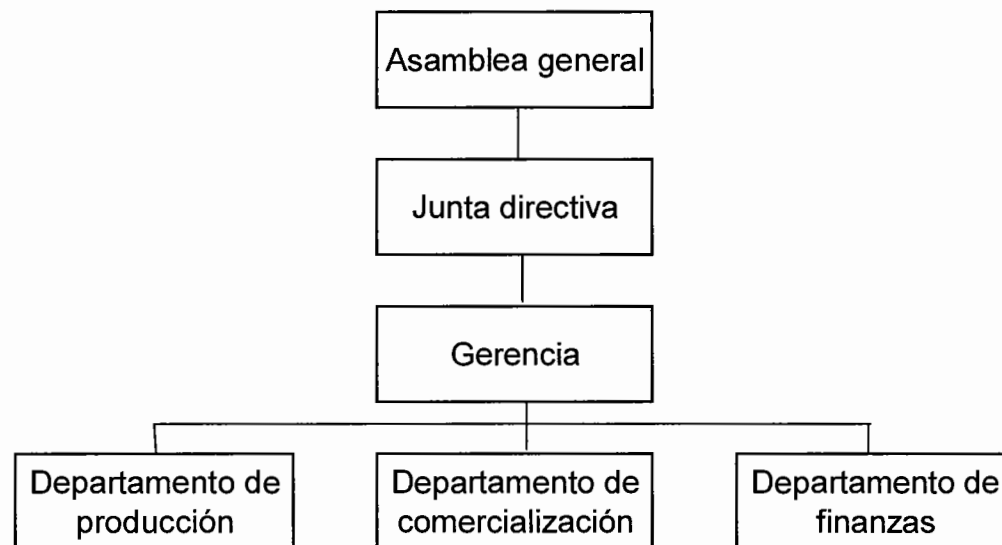 Asamblea general
Junta directiva
Gerencia
Departamento de
producción
Departamento de
comercialización
Departamento de
finanzas